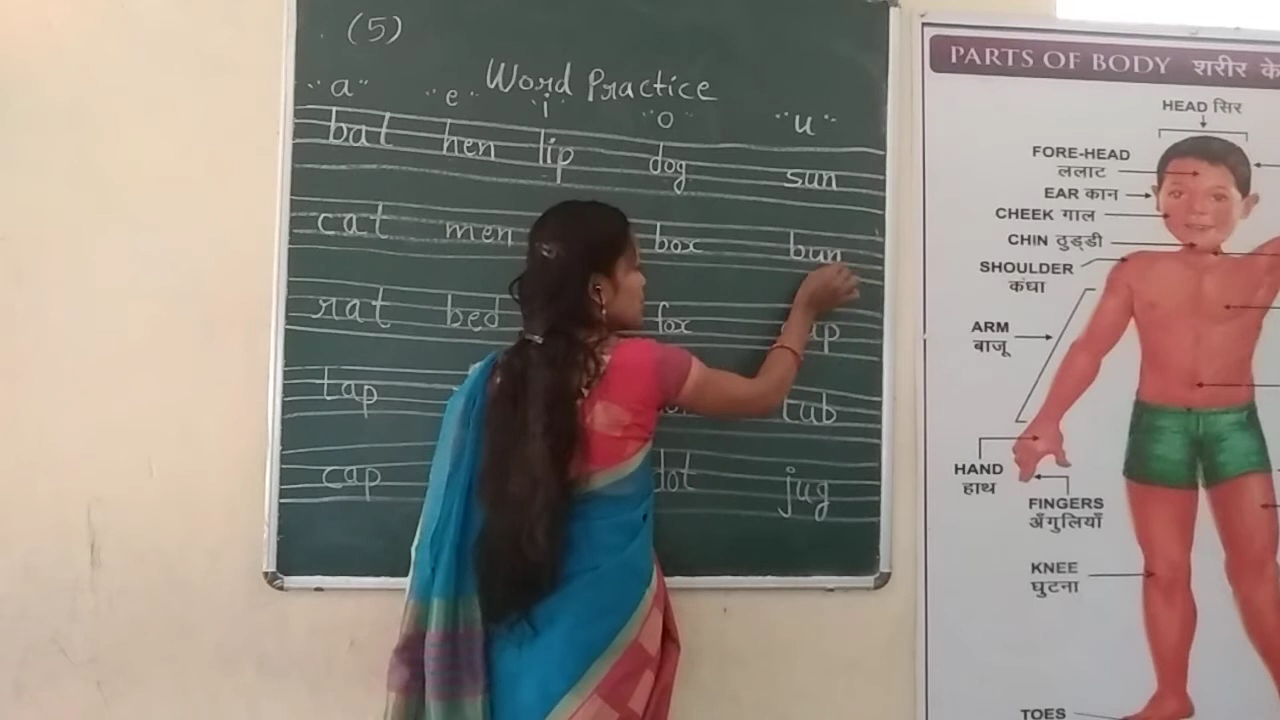 (5)
Word Practice
"a" "e" "i" "o" "u"
bat hen lip dog sun
cat men box bun
rat bed fox
tap tub
cap dot jug
PARTS OF BODY शरीर के
HEAD सिर
FORE-HEAD
ललाट
EAR कान
CHEEK गाल
CHIN ठुड्डी
SHOULDER
कंधा
ARM
बाजू
HAND
हाथ
FINGERS
अँगुलियाँ
KNEE
घुटना
TOES